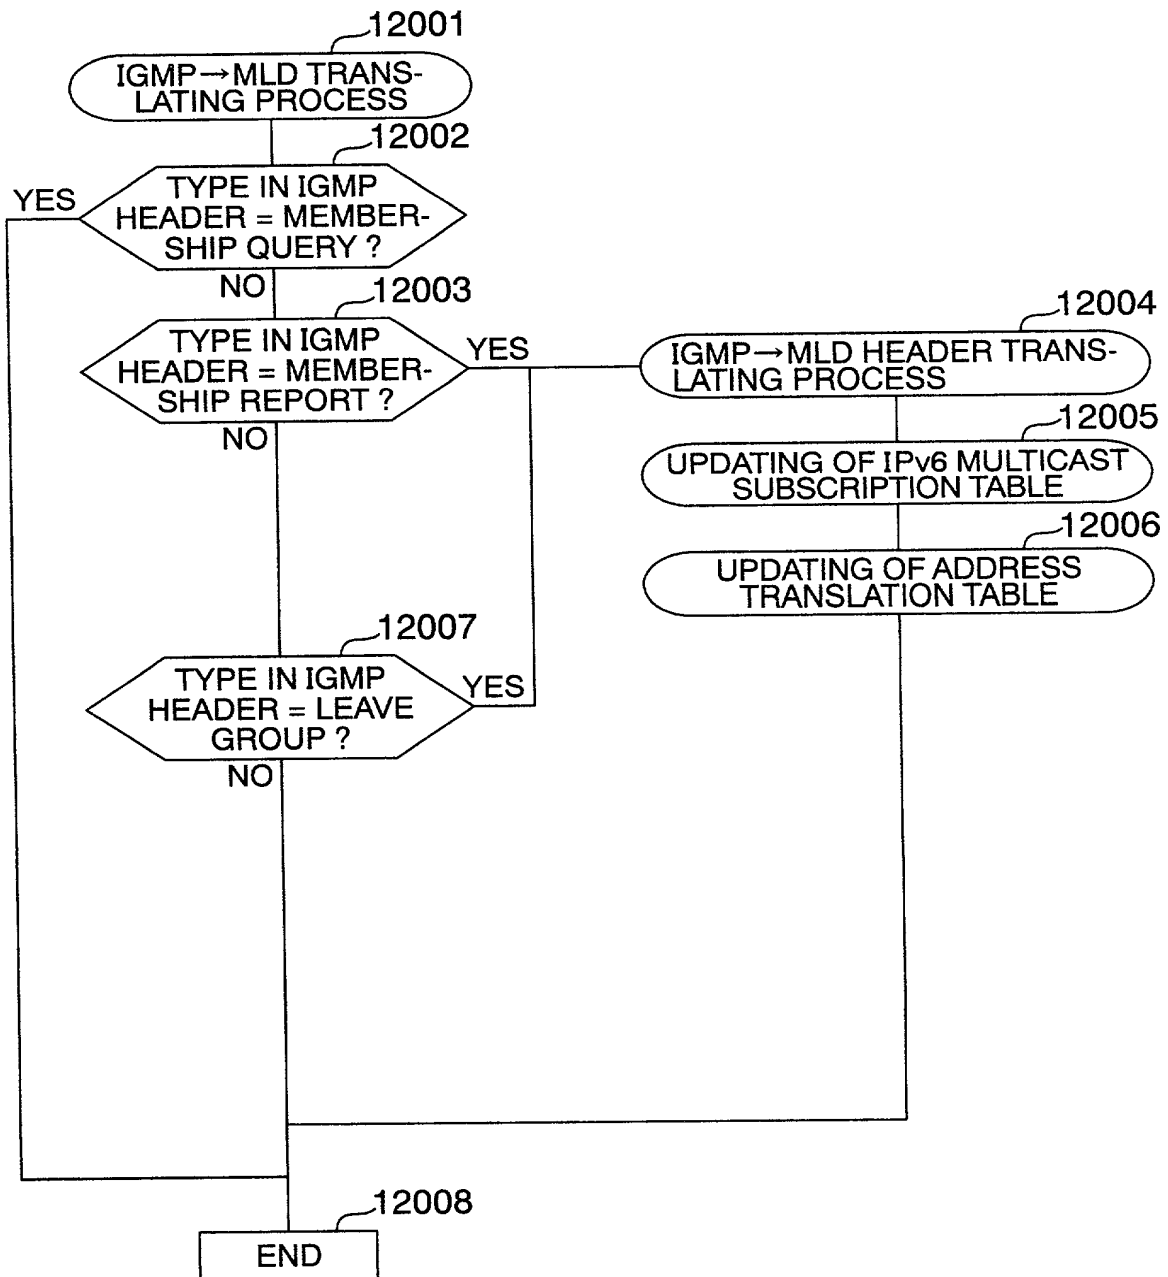 12001
IGMP→MLD TRANS-
LATING PROCESS
12002
YES
TYPE IN IGMP
HEADER = MEMBER-
SHIP QUERY ?
NO
12003
TYPE IN IGMP
HEADER = MEMBER-
SHIP REPORT ?
YES
NO
12004
IGMP→MLD HEADER TRANS-
LATING PROCESS
12005
UPDATING OF IPv6 MULTICAST
SUBSCRIPTION TABLE
12006
UPDATING OF ADDRESS
TRANSLATION TABLE
12007
TYPE IN IGMP
HEADER = LEAVE
GROUP ?
YES
NO
12008
END